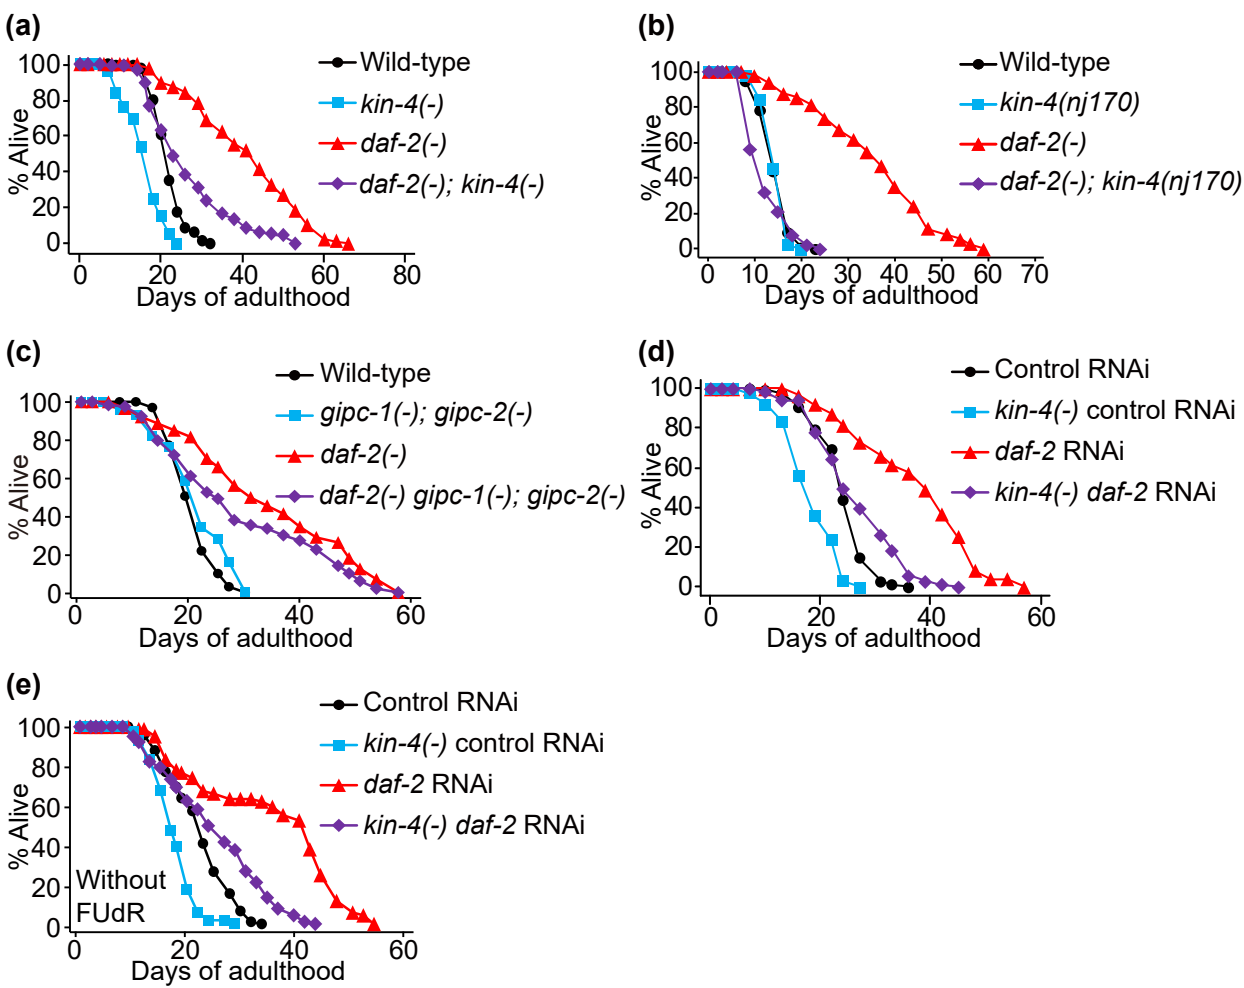 (a)
100
80
60
40
20
0
% Alive
0 20 40 60 80
Days of adulthood
Wild-type
kin-4(-)
daf-2(-)
daf-2(-); kin-4(-)
(b)
100
80
60
40
20
0
% Alive
0 10 20 30 40 50 60 70
Days of adulthood
Wild-type
kin-4(nj170)
daf-2(-)
daf-2(-); kin-4(nj170)
(c)
100
80
60
40
20
0
% Alive
0 20 40 60
Days of adulthood
Wild-type
gipc-1(-); gipc-2(-)
daf-2(-)
daf-2(-) gipc-1(-); gipc-2(-)
(d)
100
80
60
40
20
0
% Alive
0 20 40 60
Days of adulthood
Control RNAi
kin-4(-) control RNAi
daf-2 RNAi
kin-4(-) daf-2 RNAi
(e)
100
80
60
40
20
0
% Alive
Without
FUdR
0 20 40 60
Days of adulthood
Control RNAi
kin-4(-) control RNAi
daf-2 RNAi
kin-4(-) daf-2 RNAi